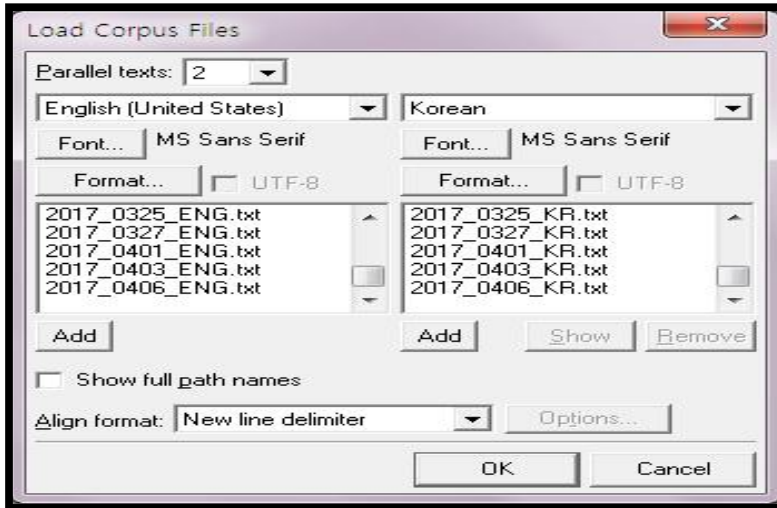 Load Corpus Files
Parallel texts: 2
English (United States) Korean
Font... MS Sans Serif Font... MS Sans Serif
Format... UTF-8 Format... UTF-8
2017_0325_ENG.txt 2017_0325_KR.txt
2017_0327_ENG.txt 2017_0327_KR.txt
2017_0401_ENG.txt 2017_0401_KR.txt
2017_0403_ENG.txt 2017_0403_KR.txt
2017_0406_ENG.txt 2017_0406_KR.txt
Add Add Show Remove
Show full path names
Align format: New line delimiter Options...
OK Cancel